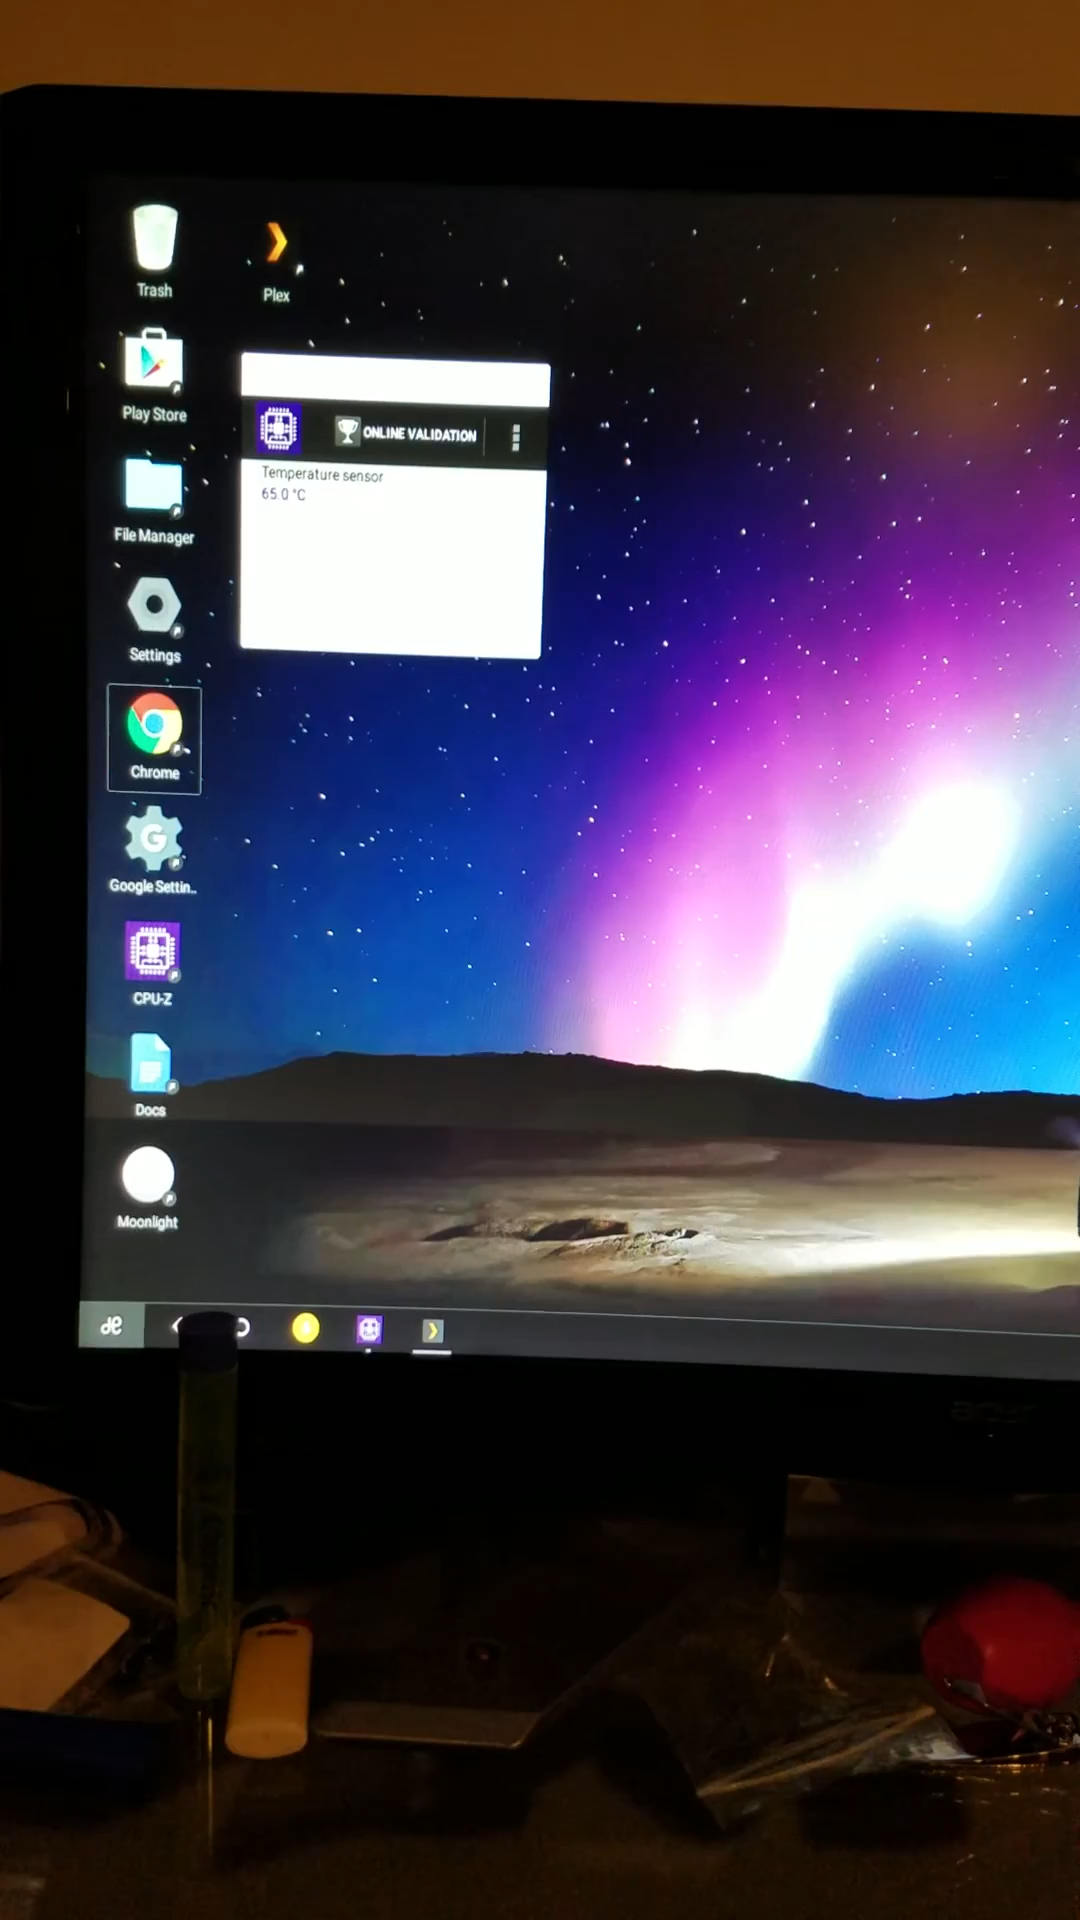 Trash
Plex
Play Store
ONLINE VALIDATION
Temperature sensor
65.0 °C
File Manager
Settings
Chrome
Google Settin..
CPU-Z
Docs
Moonlight
acer